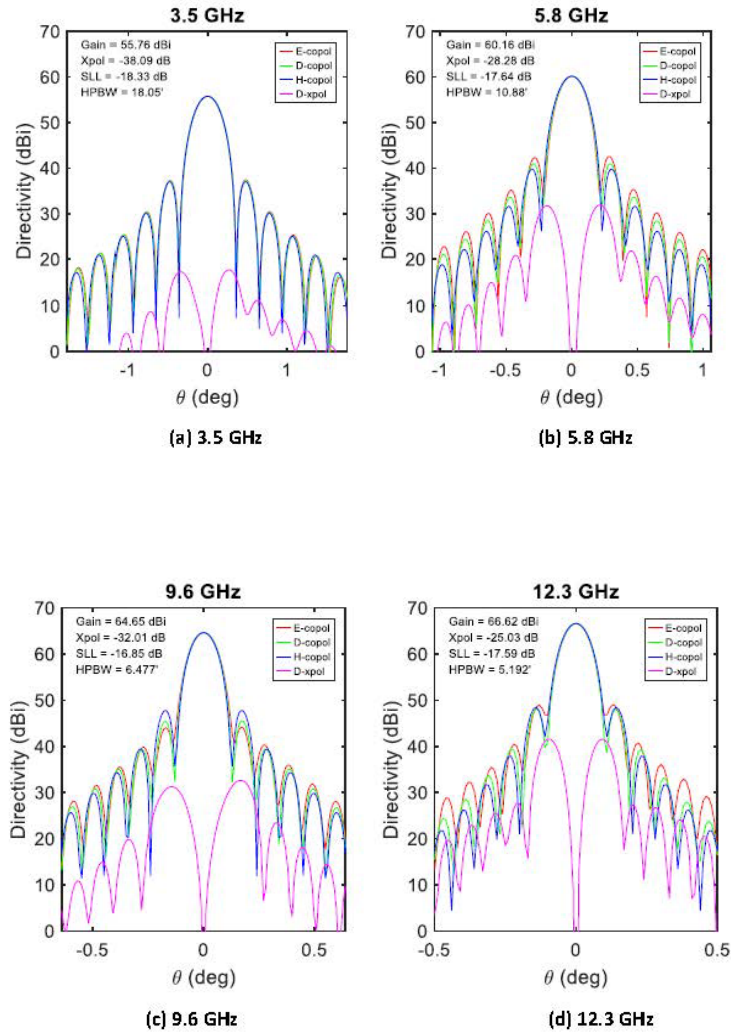 3.5 GHz
Gain = 55.76 dBi
Xpol = -38.09 dB
SLL = -18.33 dB
HPBW = 18.05'
E-copol
D-copol
H-copol
D-xpol
Directivity (dBi)
70
60
50
40
30
20
10
0
-1
0
1
θ (deg)
(a) 3.5 GHz
5.8 GHz
Gain = 60.16 dBi
Xpol = -28.28 dB
SLL = -17.64 dB
HPBW = 10.88'
E-copol
D-copol
H-copol
D-xpol
Directivity (dBi)
70
60
50
40
30
20
10
0
-1
-0.5
0
0.5
1
θ (deg)
(b) 5.8 GHz
9.6 GHz
Gain = 64.65 dBi
Xpol = -32.01 dB
SLL = -16.85 dB
HPBW = 6.477'
E-copol
D-copol
H-copol
D-xpol
Directivity (dBi)
70
60
50
40
30
20
10
0
-0.5
0
0.5
θ (deg)
(c) 9.6 GHz
12.3 GHz
Gain = 66.62 dBi
Xpol = -25.03 dB
SLL = -17.59 dB
HPBW = 5.192'
E-copol
D-copol
H-copol
D-xpol
Directivity (dBi)
70
60
50
40
30
20
10
0
-0.5
0
0.5
θ (deg)
(d) 12.3 GHz